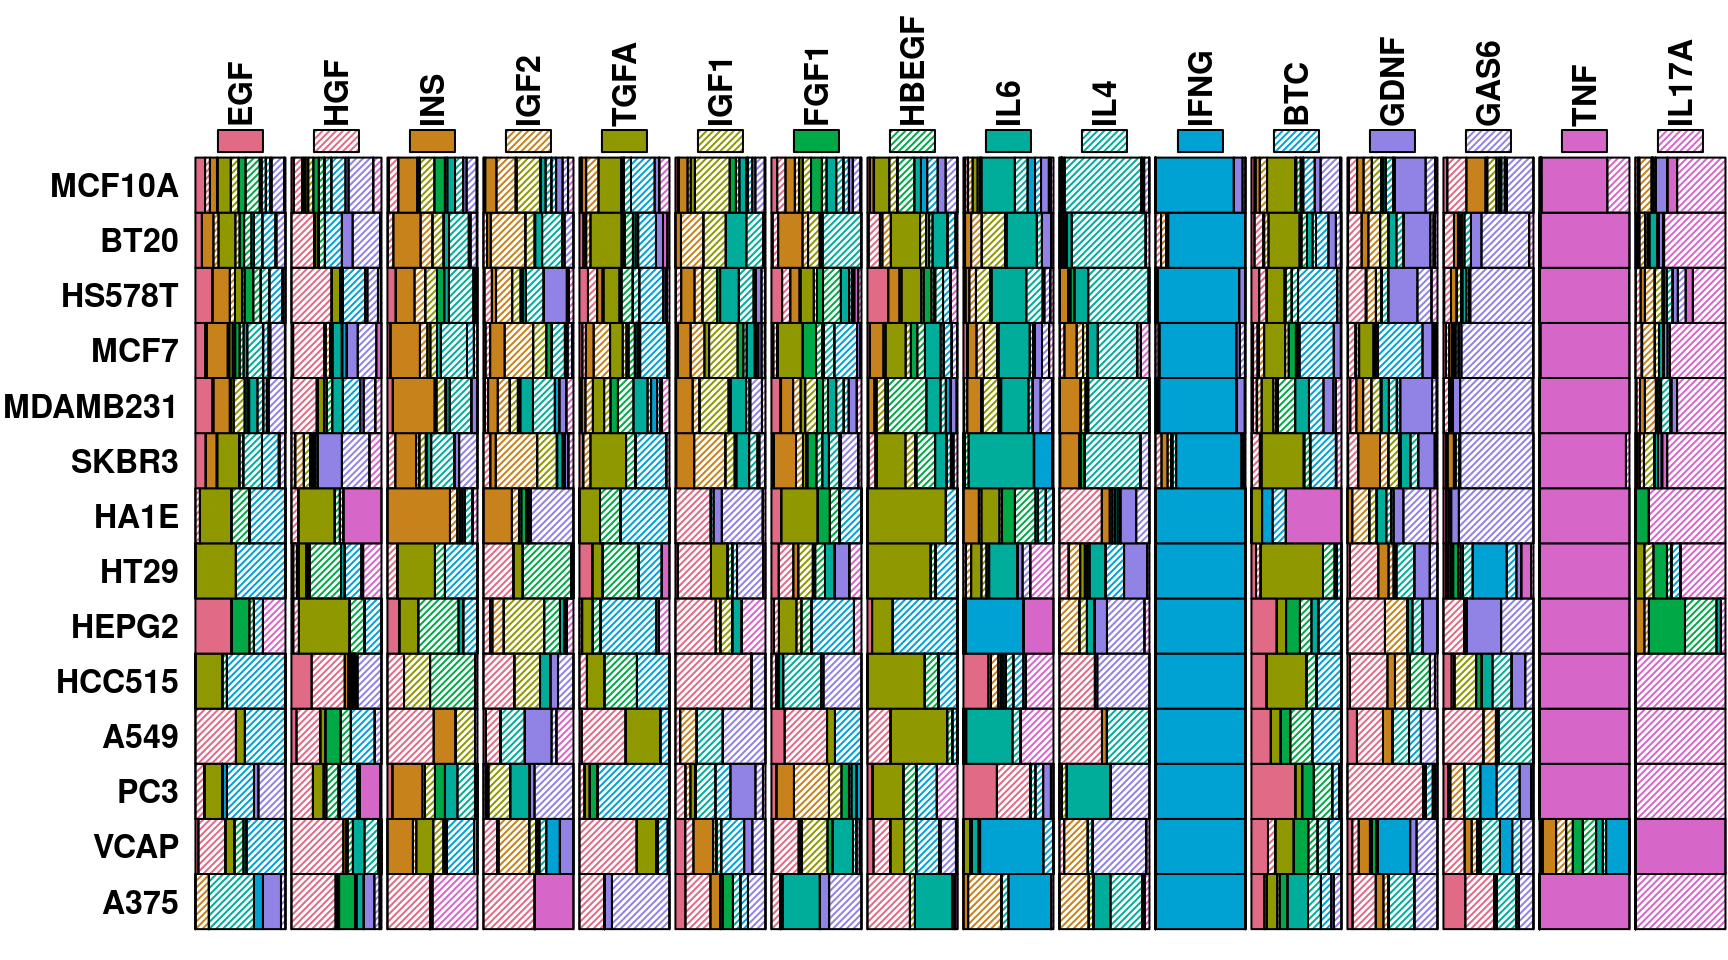 EGF HGF INS IGF2 TGFA IGF1 FGF1 HBEGF IL6 IL4 IFNG BTC GDNF GAS6 TNF IL17A
MCF10A
BT20
HS578T
MCF7
MDAMB231
SKBR3
HA1E
HT29
HEPG2
HCC515
A549
PC3
VCAP
A375